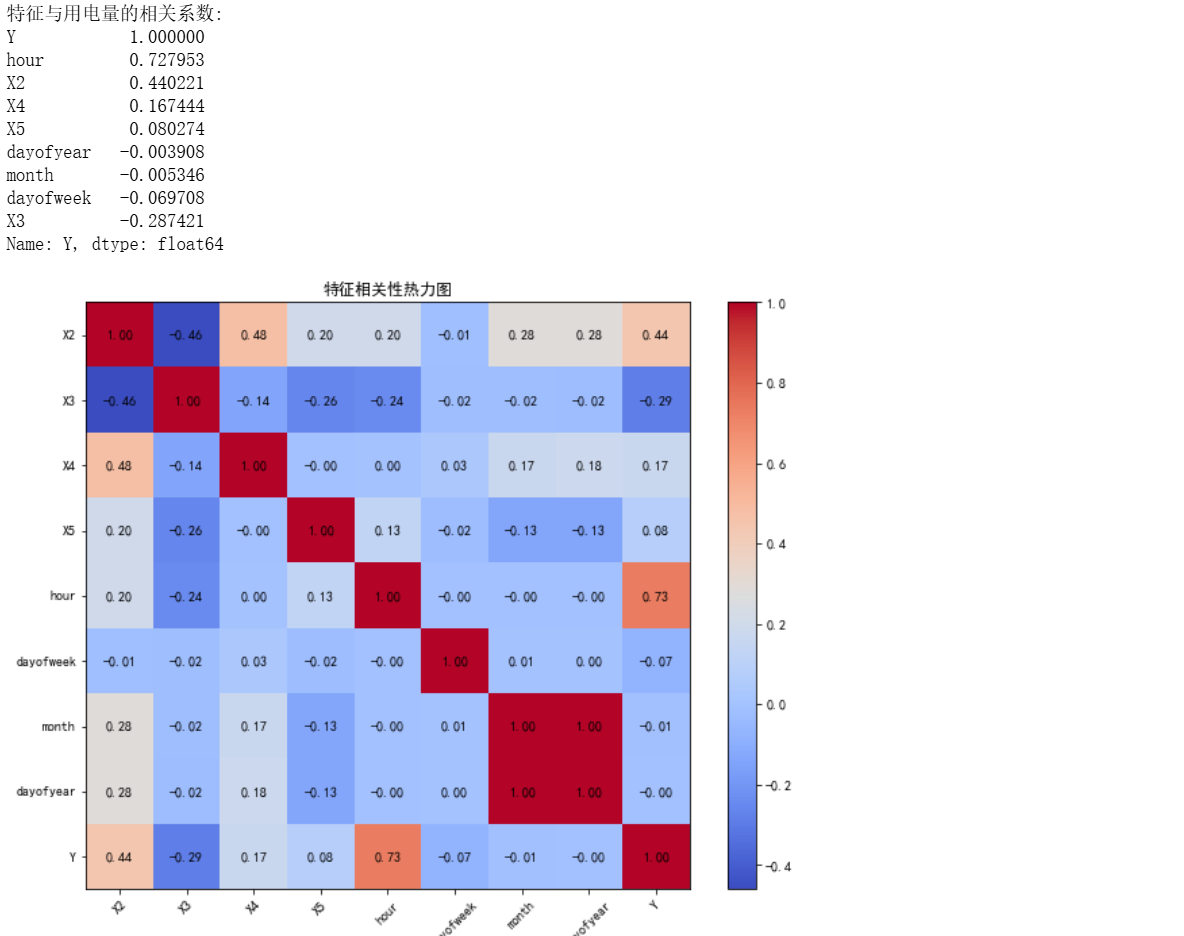 特征与用电量的相关系数:
Y 1.000000
hour 0.727953
X2 0.440221
X4 0.167444
X5 0.080274
dayofyear -0.003908
month -0.005346
dayofweek -0.069708
X3 -0.287421
Name: Y, dtype: float64
特征相关性热力图
X2 1.00 -0.46 0.48 0.20 0.20 -0.01 0.28 0.28 0.44
X3 -0.46 1.00 -0.14 -0.26 -0.24 -0.02 -0.02 -0.02 -0.29
X4 0.48 -0.14 1.00 -0.00 0.00 0.03 0.17 0.18 0.17
X5 0.20 -0.26 -0.00 1.00 0.13 -0.02 -0.13 -0.13 0.08
hour 0.20 -0.24 0.00 0.13 1.00 -0.00 -0.00 -0.00 0.73
dayofweek -0.01 -0.02 0.03 -0.02 -0.00 1.00 0.01 0.00 -0.07
month 0.28 -0.02 0.17 -0.13 -0.00 0.01 1.00 1.00 -0.01
dayofyear 0.28 -0.02 0.18 -0.13 -0.00 0.00 1.00 1.00 -0.00
Y 0.44 -0.29 0.17 0.08 0.73 -0.07 -0.01 -0.00 1.00
X2 X3 X4 X5 hour yofweek month yofyear Y
1.0
0.8
0.6
0.4
0.2
0.0
-0.2
-0.4